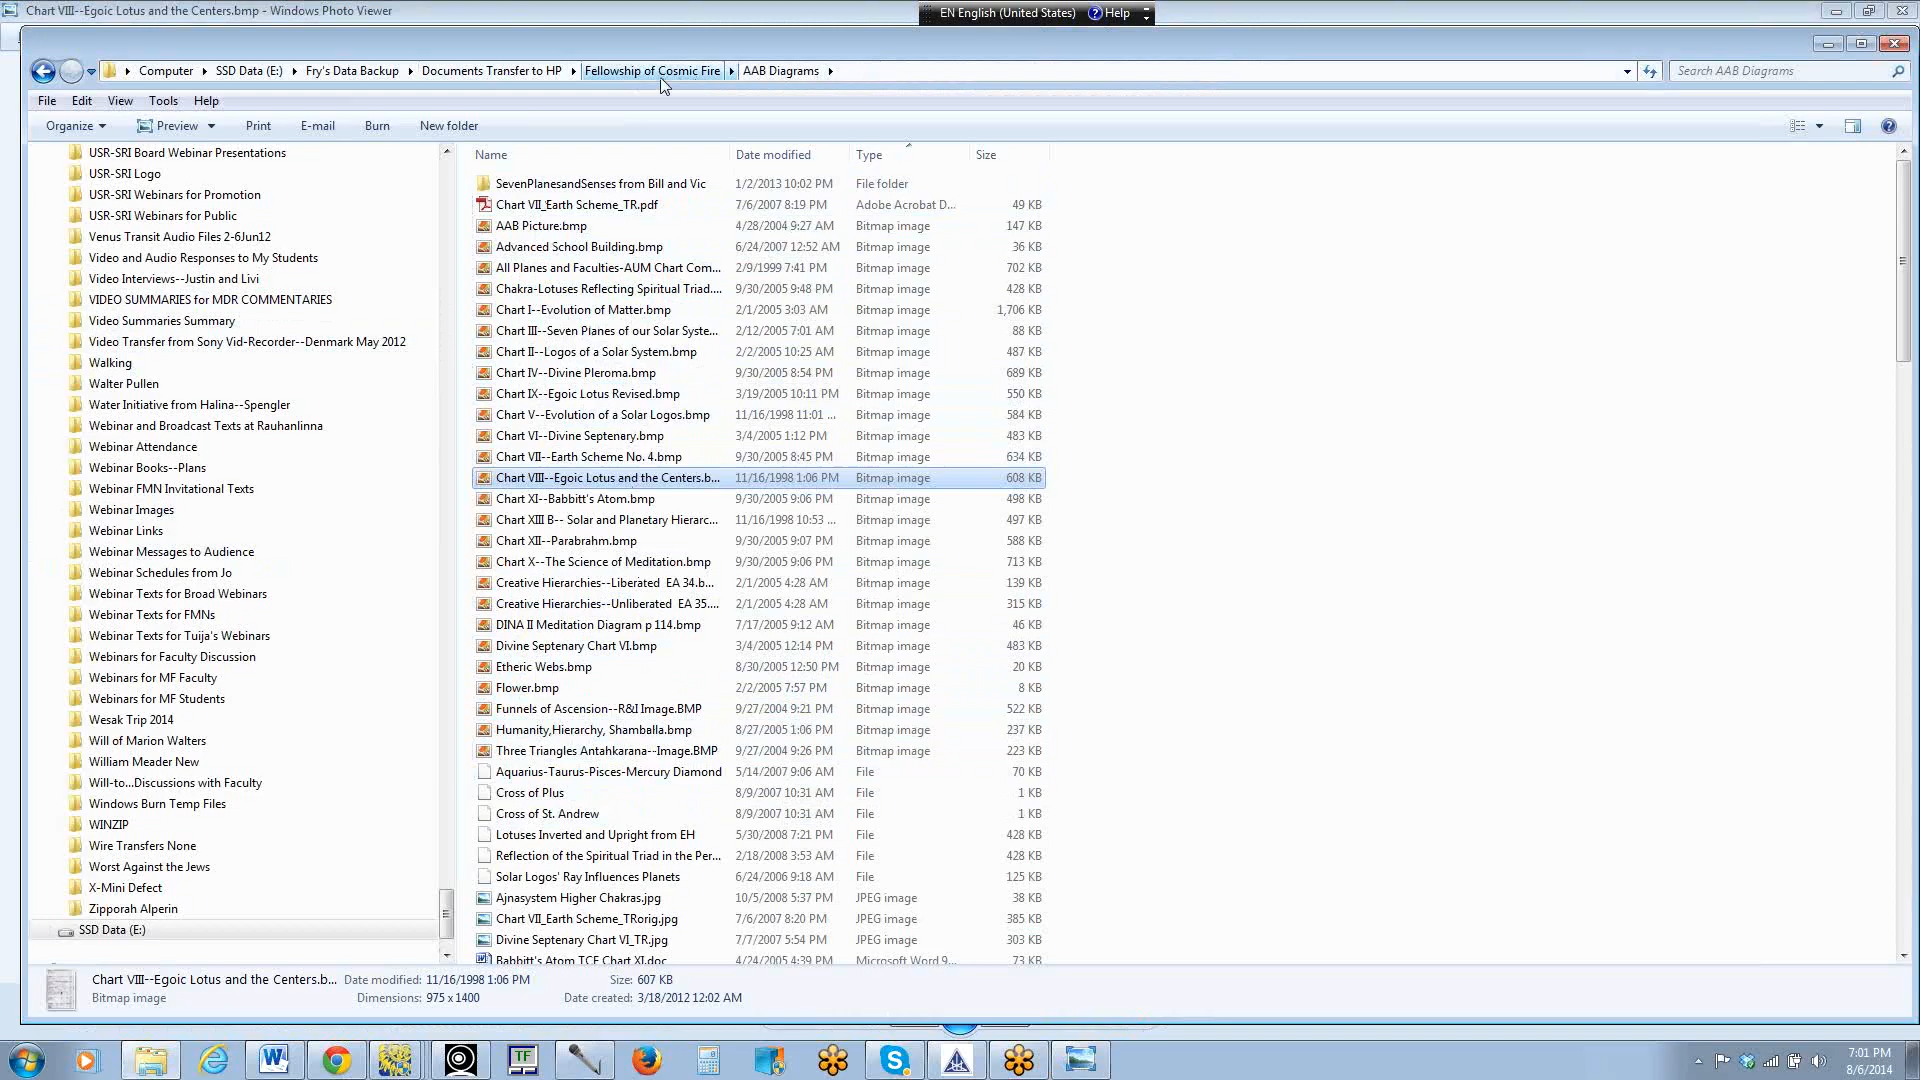 Chart VIII--Egoic Lotus and the Centers.bmp - Windows Photo Viewer
EN English (United States) Help
Computer SSD Data (E:) Fry's Data Backup Documents Transfer to HP Fellowship of Cosmic Fire AAB Diagrams Search AAB Diagrams
File Edit View Tools Help
Organize Preview Print E-mail Burn New folder
USR-SRI Board Webinar Presentations
USR-SRI Logo
USR-SRI Webinars for Promotion
USR-SRI Webinars for Public
Venus Transit Audio Files 2-6Jun12
Video and Audio Responses to My Students
Video Interviews--Justin and Livi
VIDEO SUMMARIES for MDR COMMENTARIES
Video Summaries Summary
Video Transfer from Sony Vid-Recorder--Denmark May 2012
Walking
Walter Pullen
Water Initiative from Halina--Spengler
Webinar and Broadcast Texts at Rauhanlinna
Webinar Attendance
Webinar Books--Plans
Webinar FMN Invitational Texts
Webinar Images
Webinar Links
Webinar Messages to Audience
Webinar Schedules from Jo
Webinar Texts for Broad Webinars
Webinar Texts for FMNs
Webinar Texts for Tuija's Webinars
Webinars for Faculty Discussion
Webinars for MF Faculty
Webinars for MF Students
Wesak Trip 2014
Will of Marion Walters
William Meader New
Will-to...Discussions with Faculty
Windows Burn Temp Files
WINZIP
Wire Transfers None
Worst Against the Jews
X-Mini Defect
Zipporah Alperin
SSD Data (E:)
Name Date modified Type Size
SevenPlanesandSenses from Bill and Vic 1/2/2013 10:02 PM File folder
Chart VII_Earth Scheme_TR.pdf 7/6/2007 8:19 PM Adobe Acrobat D... 49 KB
AAB Picture.bmp 4/28/2004 9:27 AM Bitmap image 147 KB
Advanced School Building.bmp 6/24/2007 12:52 AM Bitmap image 36 KB
All Planes and Faculties-AUM Chart Com... 2/9/1999 7:41 PM Bitmap image 702 KB
Chakra-Lotuses Reflecting Spiritual Triad.... 9/30/2005 9:48 PM Bitmap image 428 KB
Chart I--Evolution of Matter.bmp 2/1/2005 3:03 AM Bitmap image 1,706 KB
Chart III--Seven Planes of our Solar Syste... 2/12/2005 7:01 AM Bitmap image 88 KB
Chart II--Logos of a Solar System.bmp 2/2/2005 10:25 AM Bitmap image 487 KB
Chart IV--Divine Pleroma.bmp 9/30/2005 8:54 PM Bitmap image 689 KB
Chart IX--Egoic Lotus Revised.bmp 3/19/2005 10:11 PM Bitmap image 550 KB
Chart V--Evolution of a Solar Logos.bmp 11/16/1998 11:01 ... Bitmap image 584 KB
Chart VI--Divine Septenary.bmp 3/4/2005 1:12 PM Bitmap image 483 KB
Chart VII--Earth Scheme No. 4.bmp 9/30/2005 8:45 PM Bitmap image 634 KB
Chart VIII--Egoic Lotus and the Centers.b... 11/16/1998 1:06 PM Bitmap image 608 KB
Chart XI--Babbitt's Atom.bmp 9/30/2005 9:06 PM Bitmap image 498 KB
Chart XIII B-- Solar and Planetary Hierarc... 11/16/1998 10:53 ... Bitmap image 497 KB
Chart XII--Parabrahm.bmp 9/30/2005 9:07 PM Bitmap image 588 KB
Chart X--The Science of Meditation.bmp 9/30/2005 9:06 PM Bitmap image 713 KB
Creative Hierarchies--Liberated EA 34.b... 2/1/2005 4:28 AM Bitmap image 139 KB
Creative Hierarchies--Unliberated EA 35.... 2/1/2005 4:28 AM Bitmap image 315 KB
DINA II Meditation Diagram p 114.bmp 7/17/2005 9:12 AM Bitmap image 46 KB
Divine Septenary Chart VI.bmp 3/4/2005 12:14 PM Bitmap image 483 KB
Etheric Webs.bmp 8/30/2005 12:50 PM Bitmap image 20 KB
Flower.bmp 2/2/2005 7:57 PM Bitmap image 8 KB
Funnels of Ascension--R&I Image.BMP 9/27/2004 9:21 PM Bitmap image 522 KB
Humanity,Hierarchy, Shamballa.bmp 8/27/2005 1:06 PM Bitmap image 237 KB
Three Triangles Antahkarana--Image.BMP 9/27/2004 9:26 PM Bitmap image 223 KB
Aquarius-Taurus-Pisces-Mercury Diamond 5/14/2007 9:06 AM File 70 KB
Cross of Plus 8/9/2007 10:31 AM File 1 KB
Cross of St. Andrew 8/9/2007 10:31 AM File 1 KB
Lotuses Inverted and Upright from EH 5/30/2008 7:21 PM File 428 KB
Reflection of the Spiritual Triad in the Per... 2/18/2008 3:53 AM File 428 KB
Solar Logos' Ray Influences Planets 6/24/2006 9:18 AM File 125 KB
Ajnasystem Higher Chakras.jpg 10/5/2008 5:37 PM JPEG image 38 KB
Chart VII_Earth Scheme_TRorig.jpg 7/6/2007 8:20 PM JPEG image 385 KB
Divine Septenary Chart VI_TR.jpg 7/7/2007 5:54 PM JPEG image 303 KB
Babbitt's Atom TCF Chart XI.doc 4/24/2005 4:39 PM Microsoft Word 9... 73 KB
Chart VIII--Egoic Lotus and the Centers.b... Date modified: 11/16/1998 1:06 PM Size: 607 KB
Bitmap image Dimensions: 975 x 1400 Date created: 3/18/2012 12:02 AM
TF
7:01 PM
8/6/2014